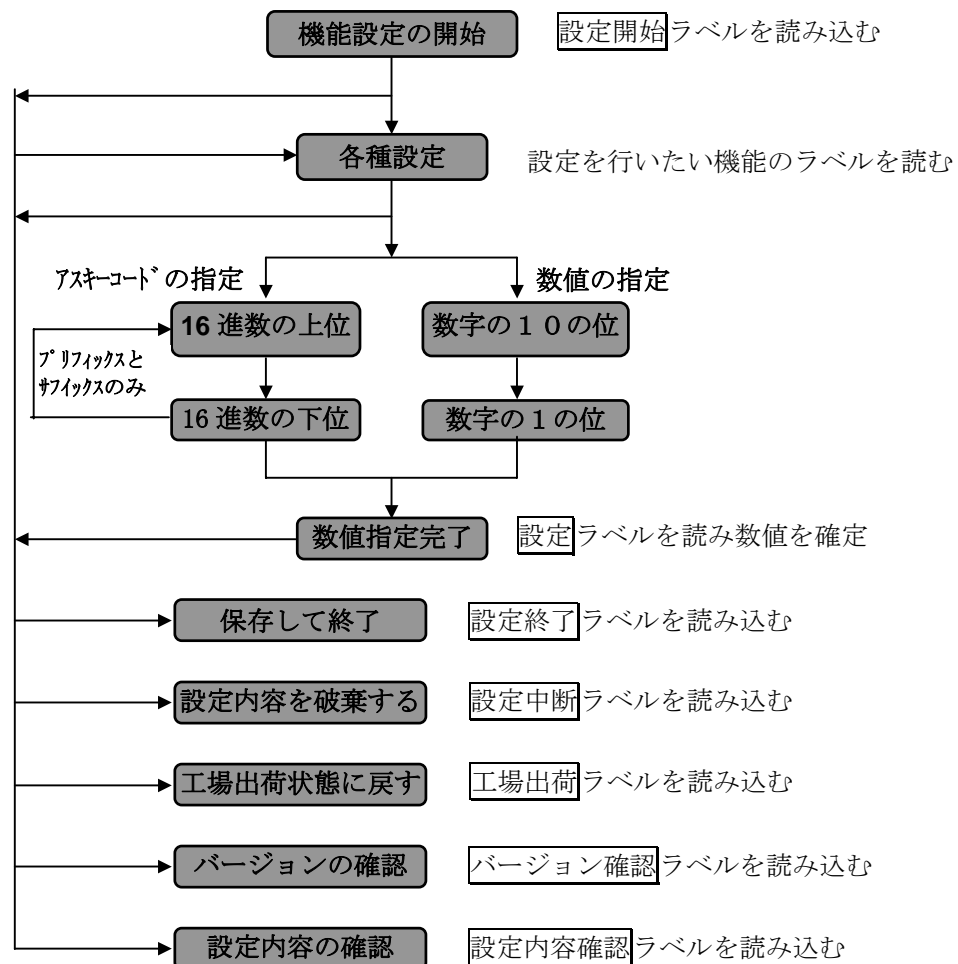 機能設定の開始 設定開始ラベルを読み込む
各種設定 設定を行いたい機能のラベルを読む
アスキーコードの指定 数値の指定
16進数の上位 数字の１０の位
プリフィックスと
サフィックスのみ
16進数の下位 数字の１の位
数値指定完了 設定ラベルを読み数値を確定
保存して終了 設定終了ラベルを読み込む
設定内容を破棄する 設定中断ラベルを読み込む
工場出荷状態に戻す 工場出荷ラベルを読み込む
バージョンの確認 バージョン確認ラベルを読み込む
設定内容の確認 設定内容確認ラベルを読み込む